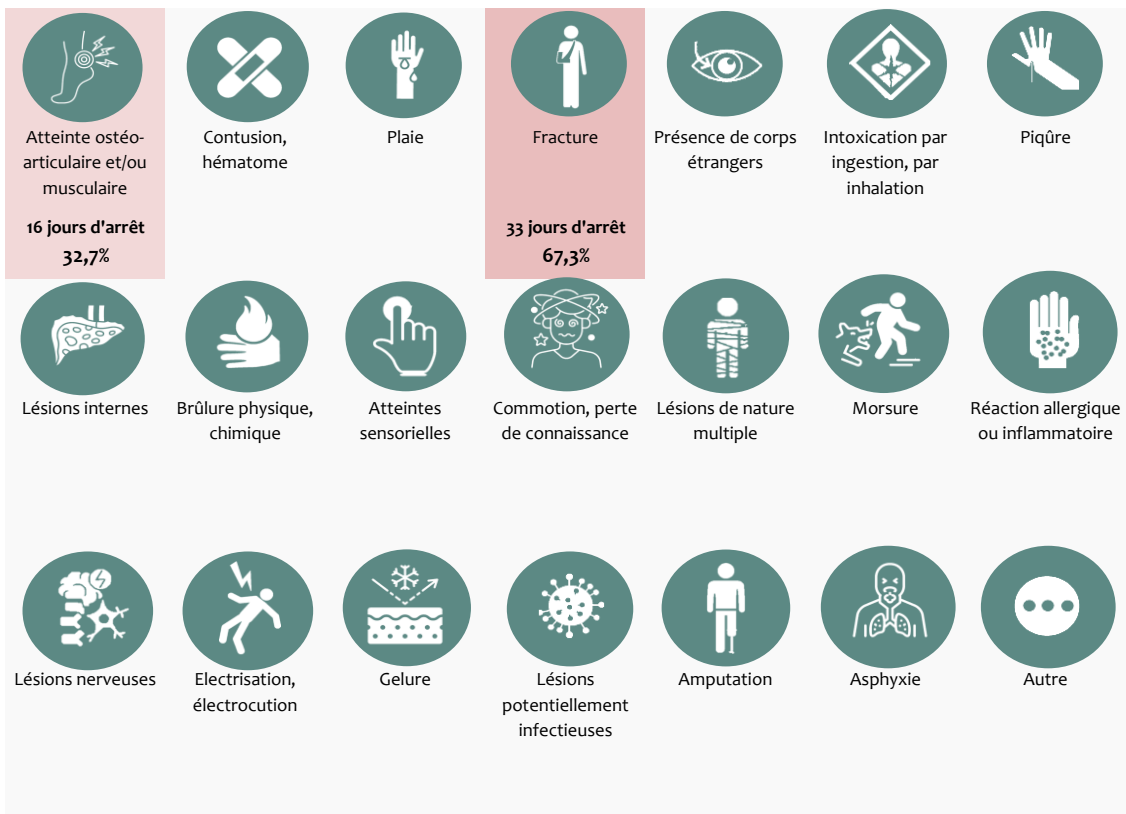 Atteinte ostéo-
articulaire et/ou
musculaire
16 jours d'arrêt
32,7%
Contusion,
hématome
Plaie
Fracture
33 jours d'arrêt
67,3%
Présence de corps
étrangers
Intoxication par
ingestion, par
inhalation
Piqûre
Lésions internes
Brûlure physique,
chimique
Atteintes
sensorielles
Commotion, perte
de connaissance
Lésions de nature
multiple
Morsure
Réaction allergique
ou inflammatoire
Lésions nerveuses
Electrisation,
électrocution
Gelure
Lésions
potentiellement
infectieuses
Amputation
Asphyxie
Autre